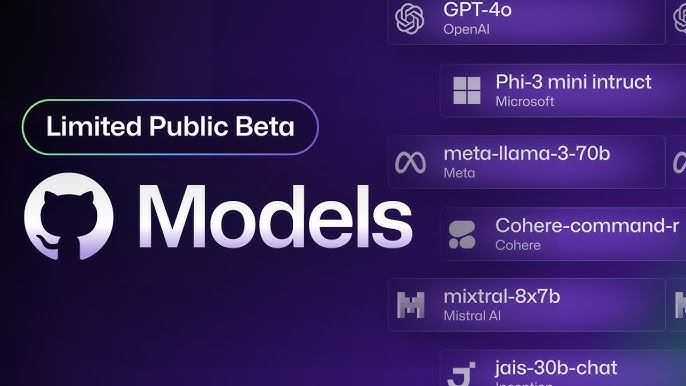 Limited Public Beta
Models
GPT-4o
OpenAI
Phi-3 mini intruct
Microsoft
meta-llama-3-70b
Meta
Cohere-command-r
Cohere
mixtral-8x7b
Mistral AI
jais-30b-chat